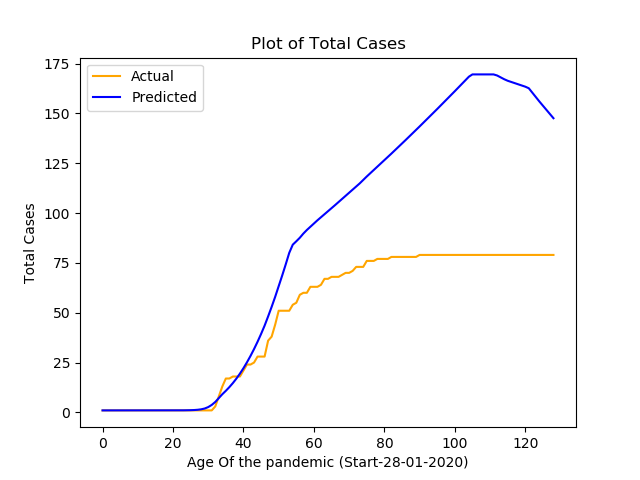 Plot of Total Cases
Actual
Predicted
175
150
125
100
75
50
25
0
Total Cases
0 20 40 60 80 100 120
Age Of the pandemic (Start-28-01-2020)